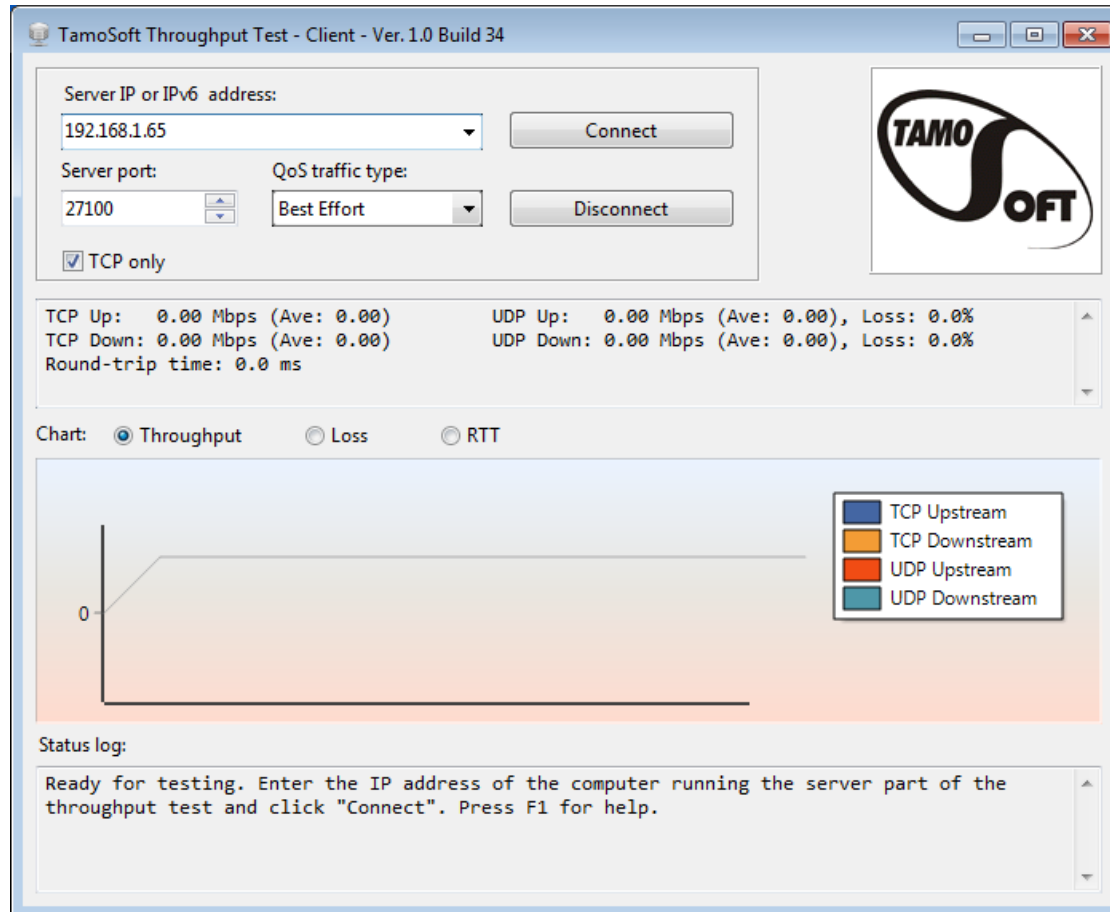 TamoSoft Throughput Test - Client - Ver. 1.0 Build 34
Server IP or IPv6 address:
192.168.1.65
Connect
Server port:
QoS traffic type:
27100
Best Effort
Disconnect
TCP only
TAMO
SOFT
TCP Up:   0.00 Mbps (Ave: 0.00)          UDP Up:   0.00 Mbps (Ave: 0.00), Loss: 0.0%
TCP Down: 0.00 Mbps (Ave: 0.00)          UDP Down: 0.00 Mbps (Ave: 0.00), Loss: 0.0%
Round-trip time: 0.0 ms
Chart: Throughput Loss RTT
TCP Upstream
TCP Downstream
UDP Upstream
UDP Downstream
0
Status log:
Ready for testing. Enter the IP address of the computer running the server part of the
throughput test and click "Connect". Press F1 for help.